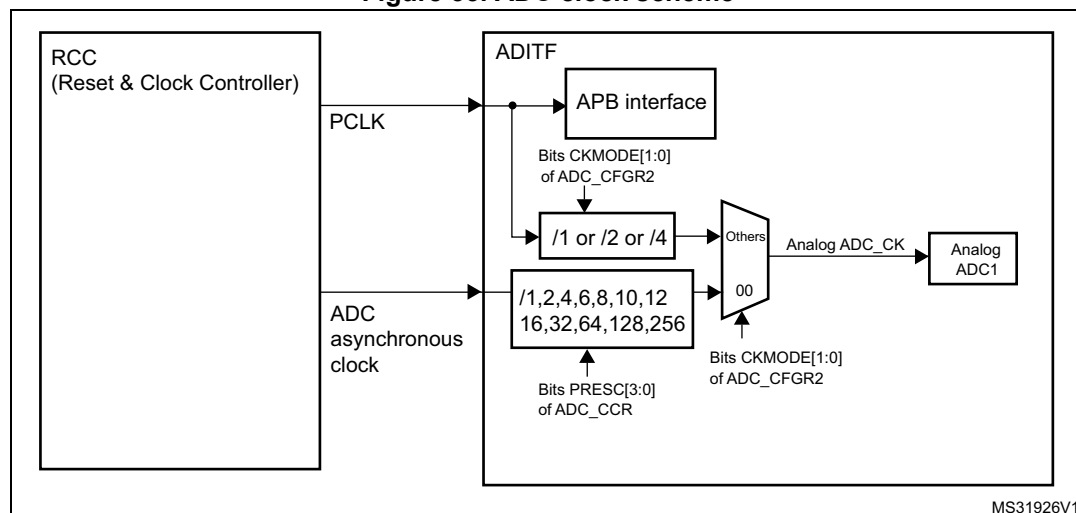 RCC
(Reset & Clock Controller)
PCLK
ADC
asynchronous
clock
ADITF
APB interface
Bits CKMODE[1:0]
of ADC_CFGR2
/1 or /2 or /4
Others
00
Analog ADC_CK
Analog
ADC1
/1,2,4,6,8,10,12
16,32,64,128,256
Bits CKMODE[1:0]
of ADC_CFGR2
Bits PRESC[3:0]
of ADC_CCR
MS31926V1